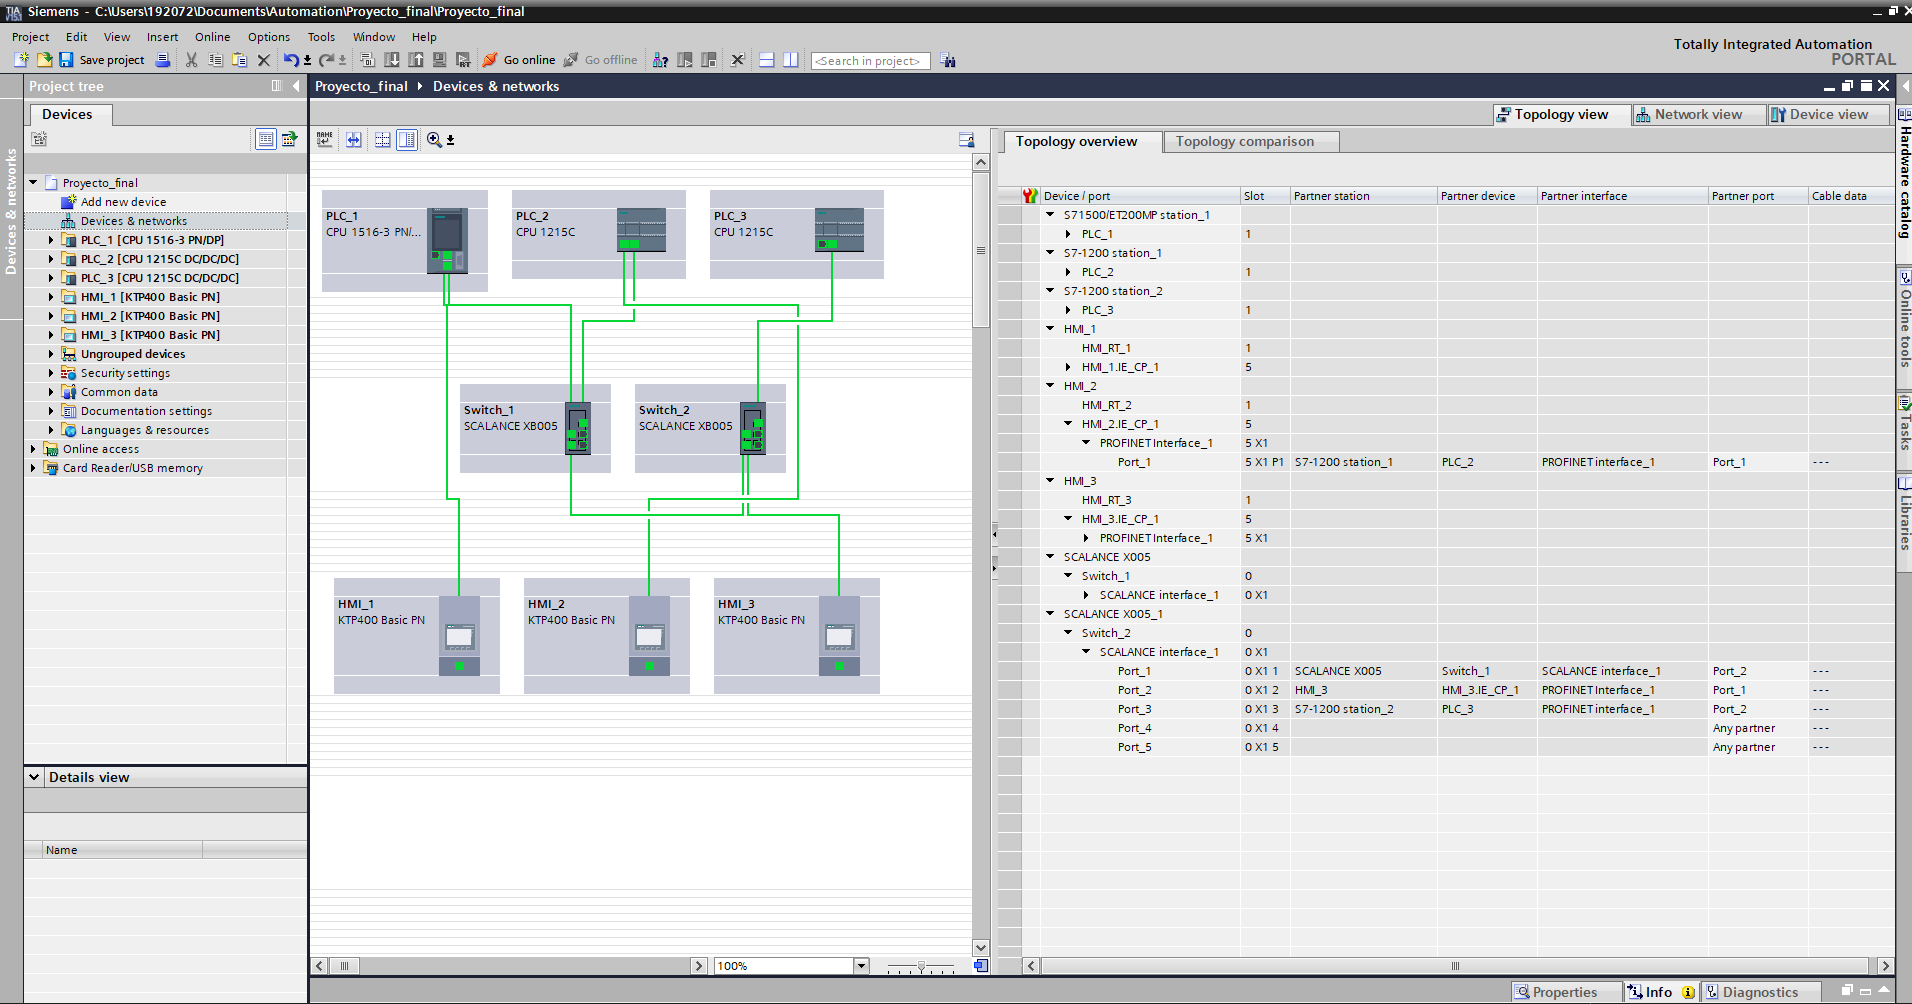 Siemens - C:\Users\192072\Documents\Automation\Proyecto_final\Proyecto_final
Project Edit View Insert Online Options Tools Window Help
Save project
Go online
Go offline
<Search in project>
Totally Integrated Automation
PORTAL
Project tree
Proyecto_final Devices & networks
Devices
Topology view
Network view
Device view
Devices & networks
Proyecto_final
Add new device
Devices & networks
PLC_1 [CPU 1516-3 PN/DP]
PLC_2 [CPU 1215C DC/DC/DC]
PLC_3 [CPU 1215C DC/DC/DC]
HMI_1 [KTP400 Basic PN]
HMI_2 [KTP400 Basic PN]
HMI_3 [KTP400 Basic PN]
Ungrouped devices
Security settings
Common data
Documentation settings
Languages & resources
Online access
Card Reader/USB memory
Details view
Name
PLC_1
CPU 1516-3 PN/...
PLC_2
CPU 1215C
PLC_3
CPU 1215C
Switch_1
SCALANCE XB005
Switch_2
SCALANCE XB005
HMI_1
KTP400 Basic PN
HMI_2
KTP400 Basic PN
HMI_3
KTP400 Basic PN
100%
Topology overview
Topology comparison
Device / port Slot Partner station Partner device Partner interface Partner port Cable data
S71500/ET200MP station_1
PLC_1 1
S7-1200 station_1
PLC_2 1
S7-1200 station_2
PLC_3 1
HMI_1
HMI_RT_1 1
HMI_1.IE_CP_1 5
HMI_2
HMI_RT_2 1
HMI_2.IE_CP_1 5
PROFINET Interface_1 5 X1
Port_1 5 X1 P1 S7-1200 station_1 PLC_2 PROFINET interface_1 Port_1 ---
HMI_3
HMI_RT_3 1
HMI_3.IE_CP_1 5
PROFINET Interface_1 5 X1
SCALANCE X005
Switch_1 0
SCALANCE interface_1 0 X1
SCALANCE X005_1
Switch_2 0
SCALANCE interface_1 0 X1
Port_1 0 X1 1 SCALANCE X005 Switch_1 SCALANCE interface_1 Port_2 ---
Port_2 0 X1 2 HMI_3 HMI_3.IE_CP_1 PROFINET Interface_1 Port_1 ---
Port_3 0 X1 3 S7-1200 station_2 PLC_3 PROFINET interface_1 Port_2 ---
Port_4 0 X1 4 Any partner ---
Port_5 0 X1 5 Any partner ---
Hardware catalog
Online tools
Tasks
Libraries
Properties
Info
Diagnostics